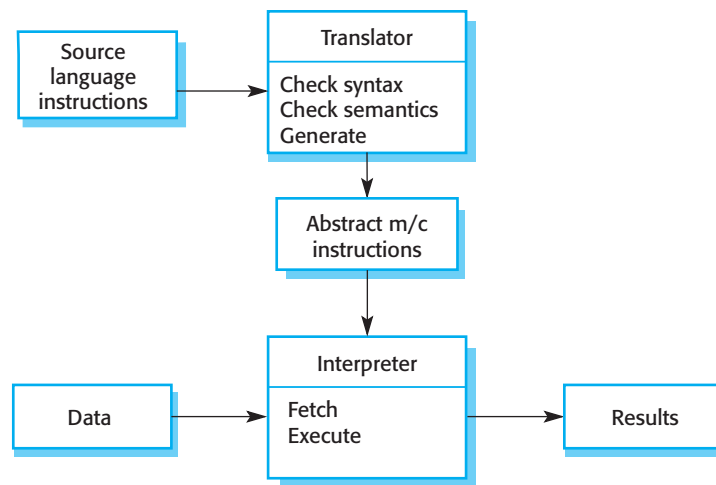 Source
language
instructions
Translator
Check syntax
Check semantics
Generate
Abstract m/c
instructions
Interpreter
Fetch
Execute
Data
Results